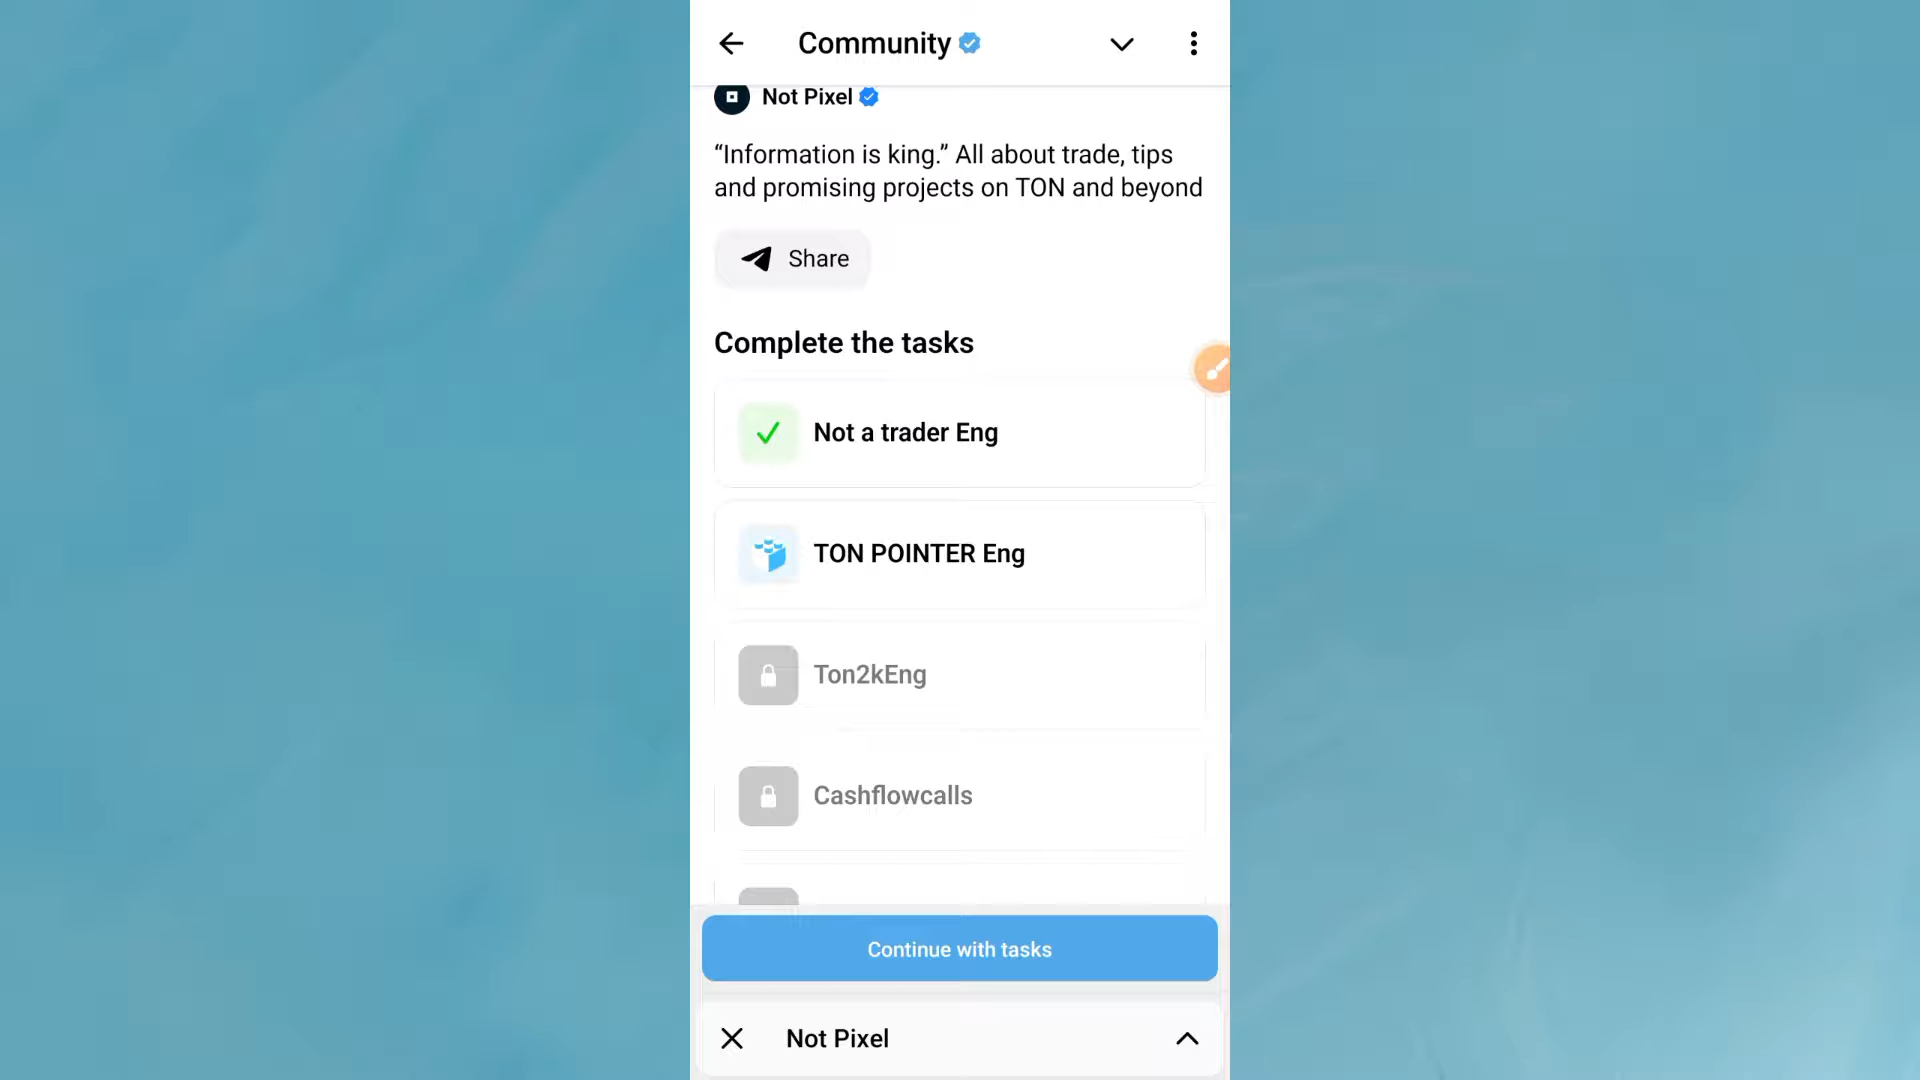 Community
Not Pixel
“Information is king.” All about trade, tips
and promising projects on TON and beyond
Share
Complete the tasks
Not a trader Eng
TON POINTER Eng
Ton2kEng
Cashflowcalls
Continue with tasks
Not Pixel